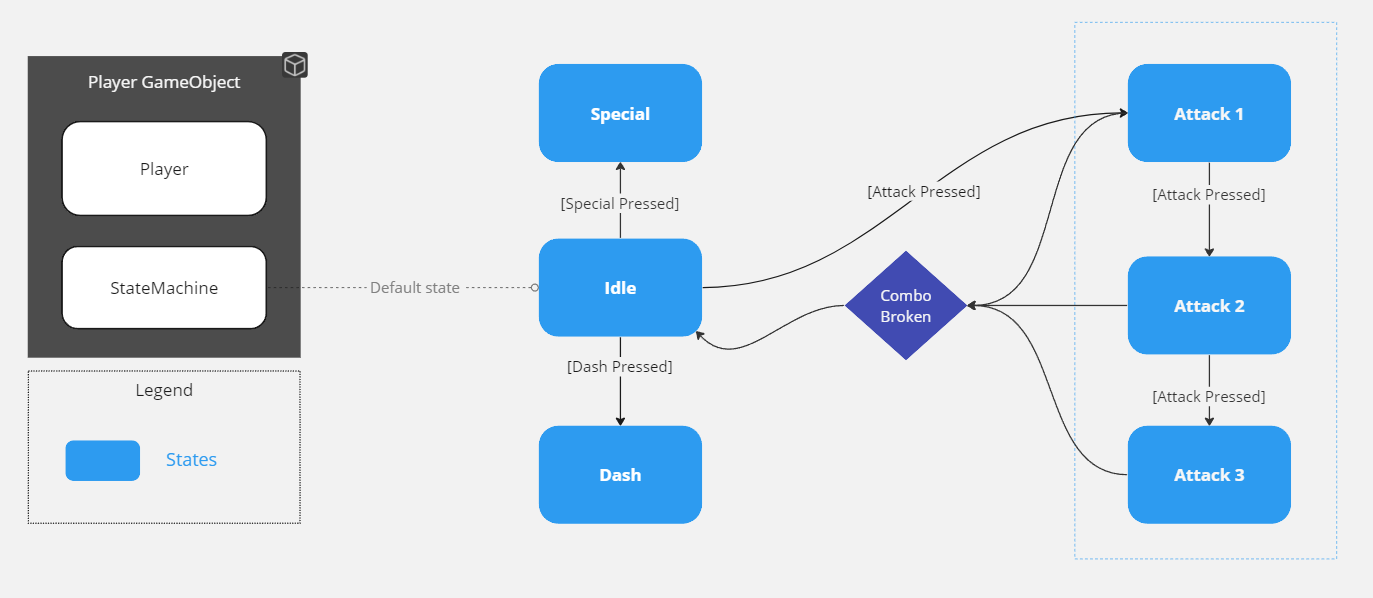 Player GameObject
Player
StateMachine
Default state
Legend
States
Special
[Special Pressed]
Idle
[Dash Pressed]
Dash
[Attack Pressed]
Combo
Broken
Attack 1
[Attack Pressed]
Attack 2
[Attack Pressed]
Attack 3